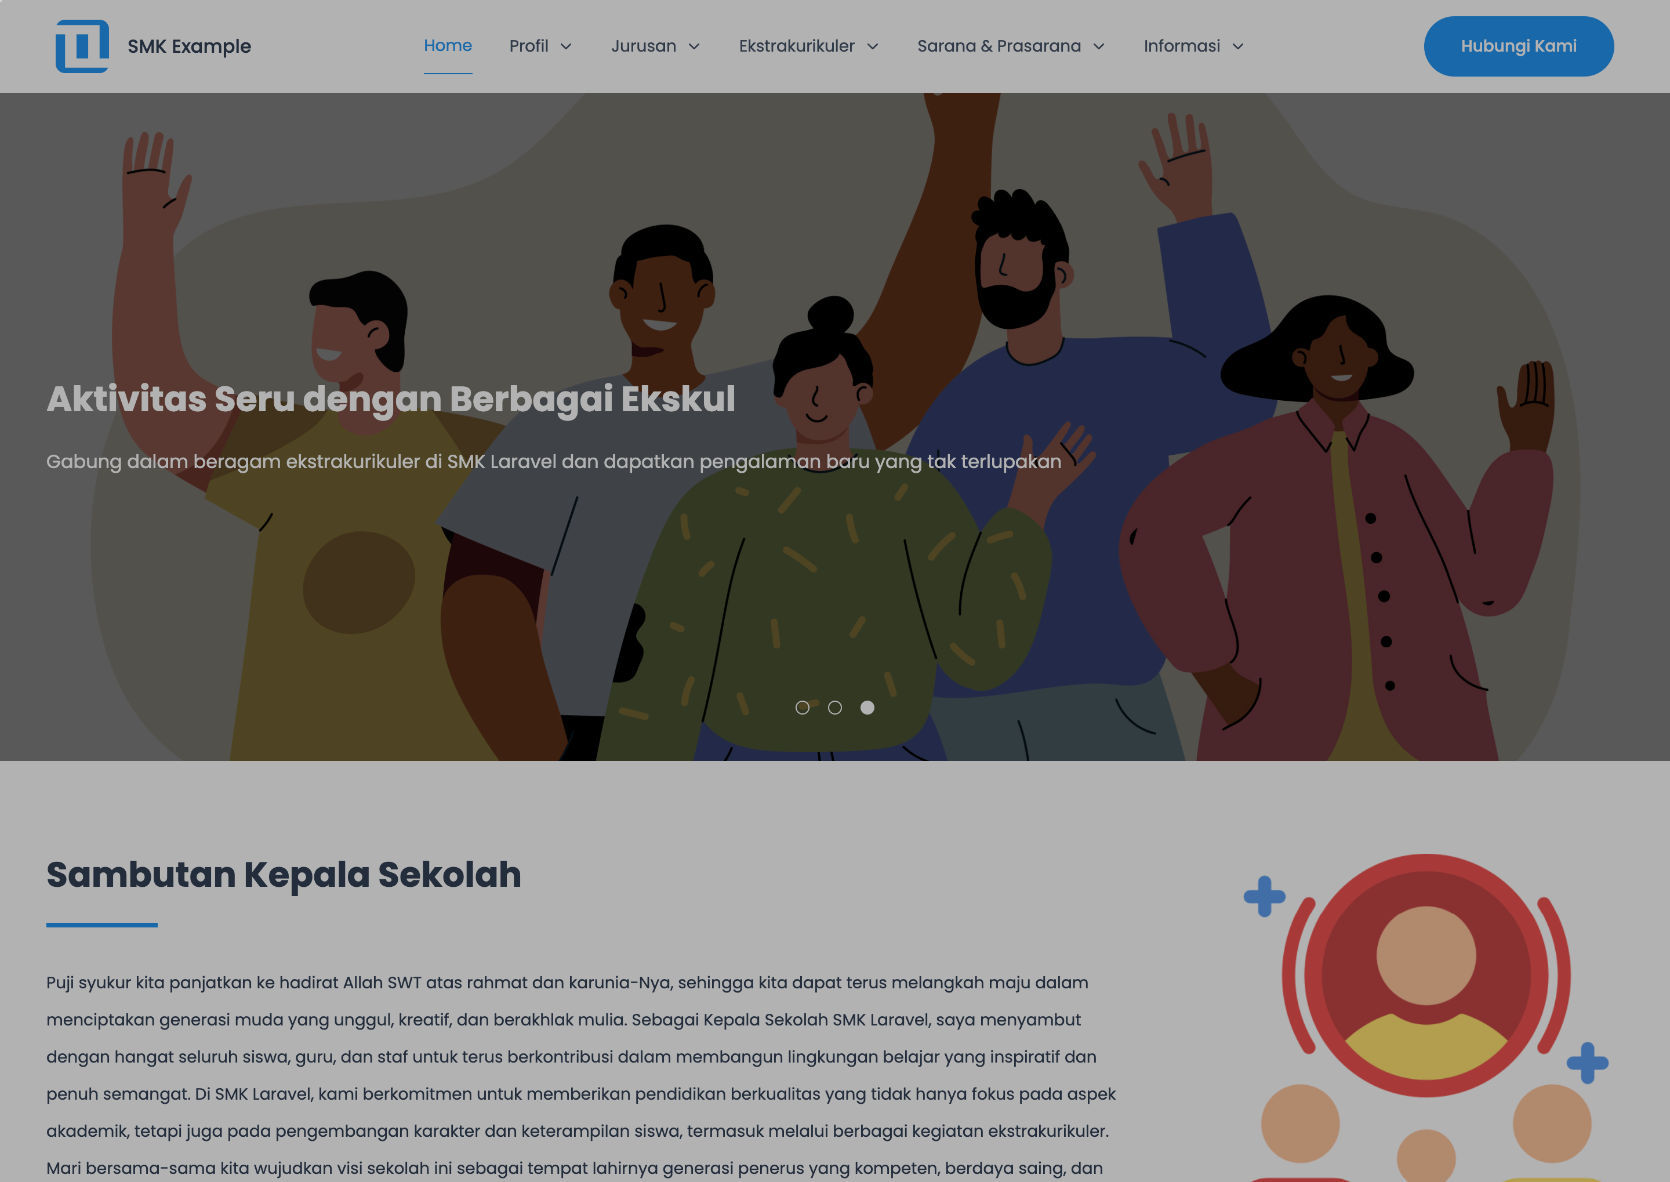 SMK Example
Home
Profil
Jurusan
Ekstrakurikuler
Sarana & Prasarana
Informasi
Hubungi Kami
Aktivitas Seru dengan Berbagai Ekskul
Gabung dalam beragam ekstrakurikuler di SMK Laravel dan dapatkan pengalaman baru yang tak terlupakan
Sambutan Kepala Sekolah
Puji syukur kita panjatkan ke hadirat Allah SWT atas rahmat dan karunia-Nya, sehingga kita dapat terus melangkah maju dalam
menciptakan generasi muda yang unggul, kreatif, dan berakhlak mulia. Sebagai Kepala Sekolah SMK Laravel, saya menyambut
dengan hangat seluruh siswa, guru, dan staf untuk terus berkontribusi dalam membangun lingkungan belajar yang inspiratif dan
penuh semangat. Di SMK Laravel, kami berkomitmen untuk memberikan pendidikan berkualitas yang tidak hanya fokus pada aspek
akademik, tetapi juga pada pengembangan karakter dan keterampilan siswa, termasuk melalui berbagai kegiatan ekstrakurikuler.
Mari bersama-sama kita wujudkan visi sekolah ini sebagai tempat lahirnya generasi penerus yang kompeten, berdaya saing, dan